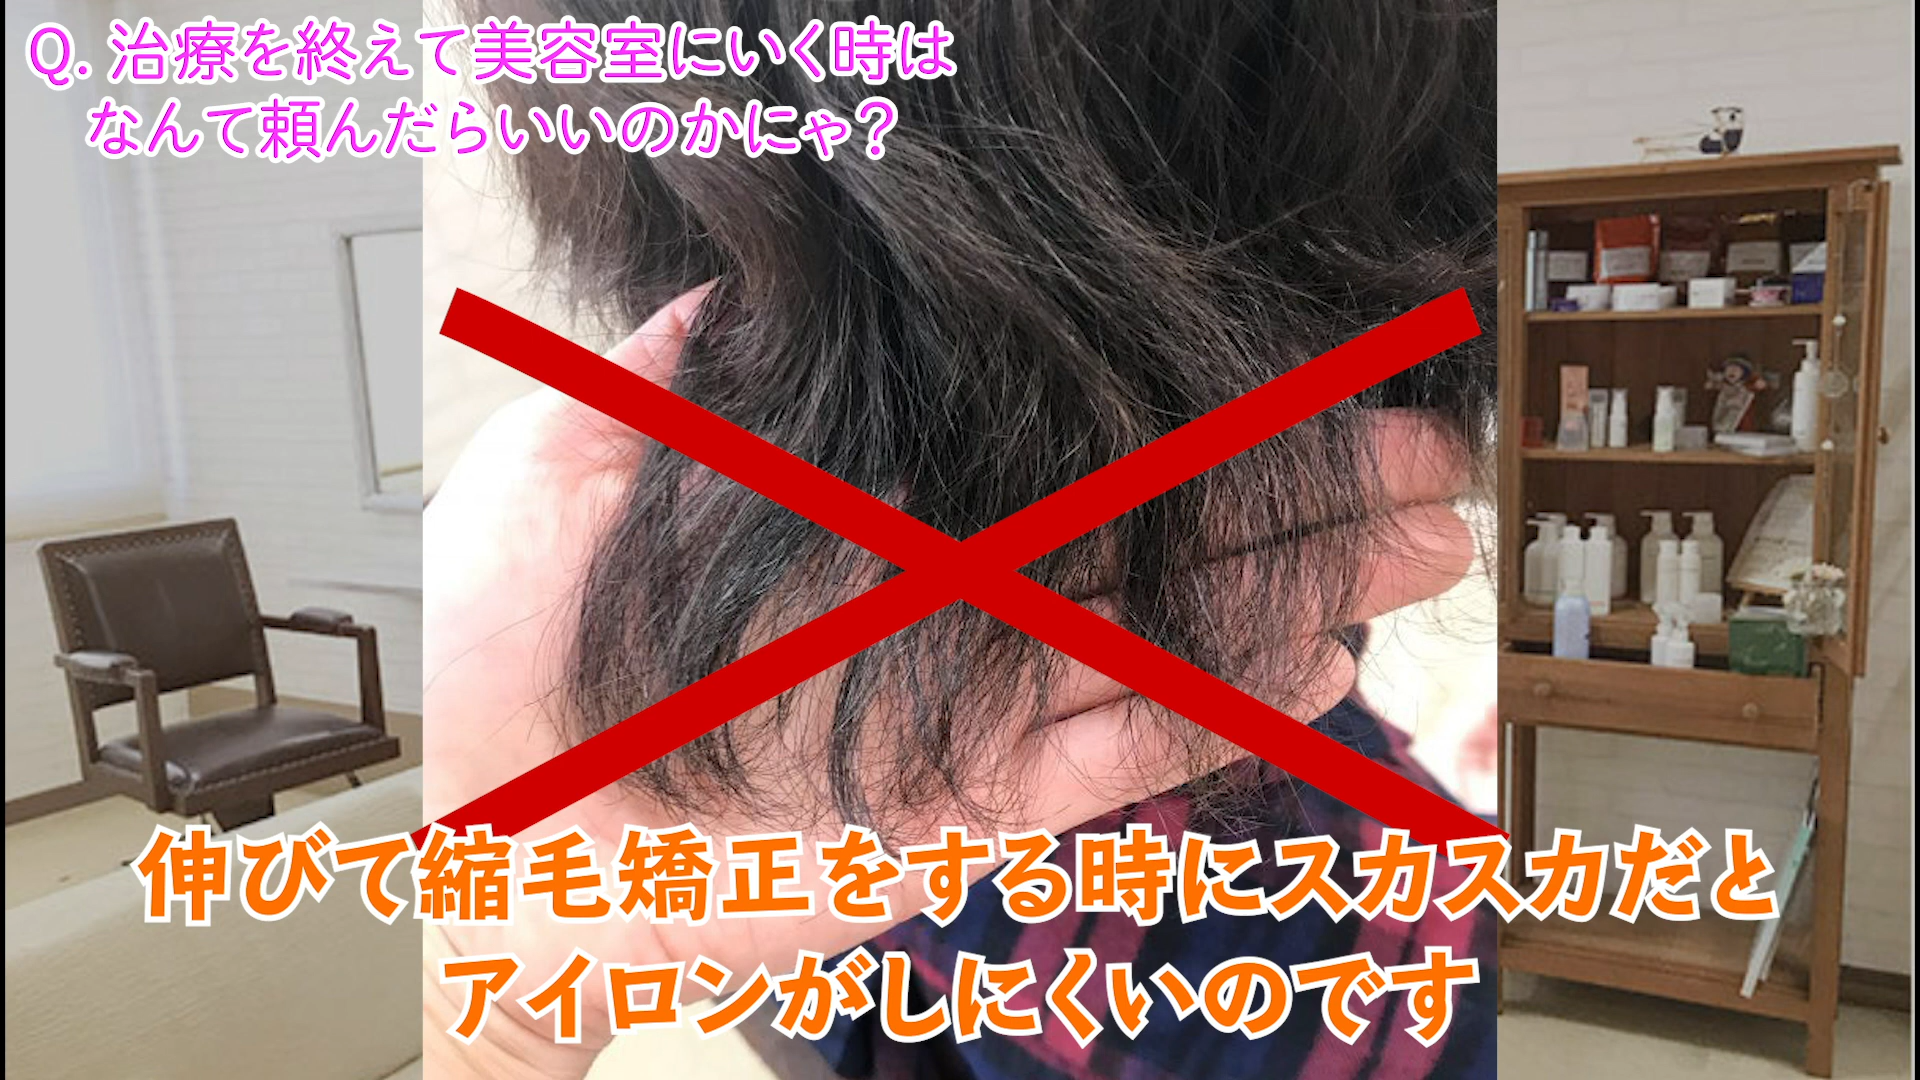 Q. 治療を終えて美容室にいく時は
なんて頼んだらいいのかにゃ？
伸びて縮毛矯正をする時にスカスカだと
アイロンがしにくいのです